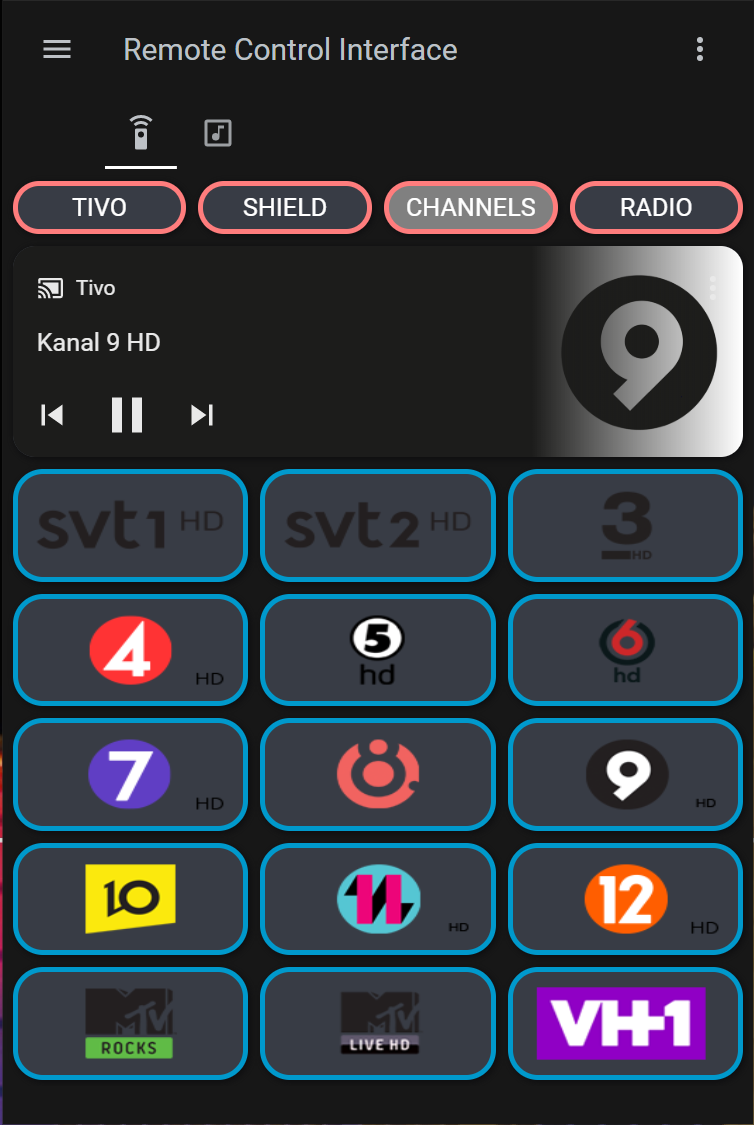 Remote Control Interface
TIVO SHIELD CHANNELS RADIO
Tivo
Kanal 9 HD
9
svt1 HD svt2 HD 3 HD
4 HD 5 hd 6 hd
7 HD 8 9 HD
10 11 HD 12 HD
MTV ROCKS MTV LIVE HD VH1